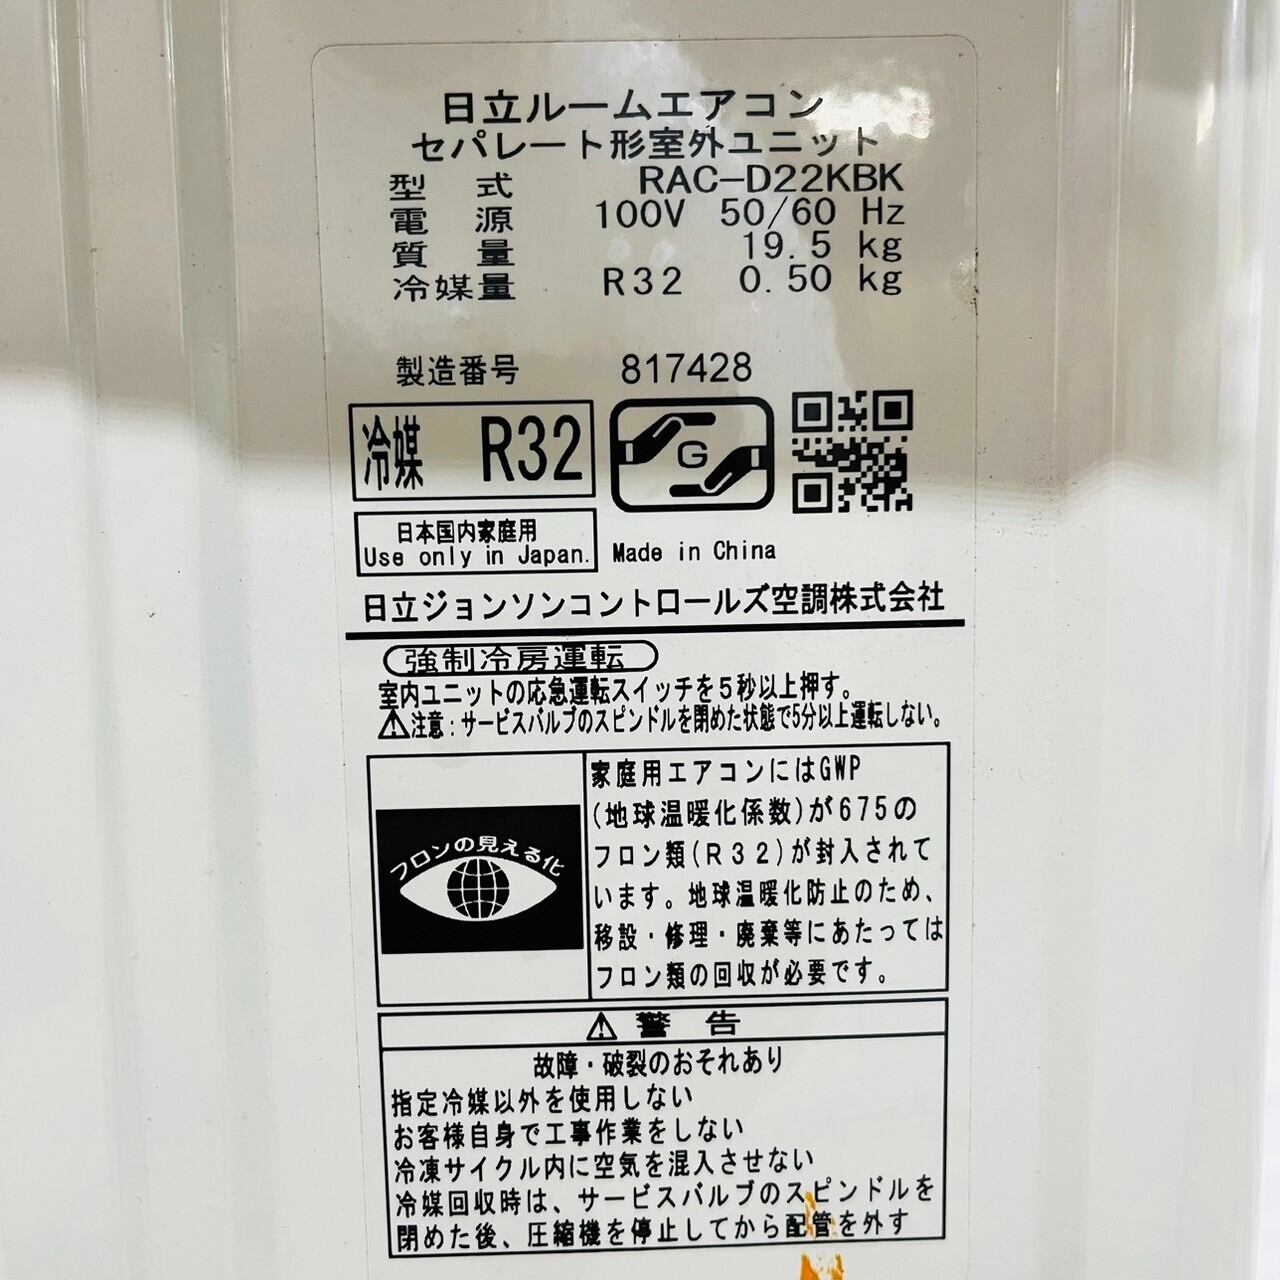 日立ルームエアコン
セパレート形室外ユニット
型式 RAC-D22KBK
電源 100V 50/60 Hz
質量 19.5 kg
冷媒量 R32 0.50 kg
製造番号 817428
冷媒 R32
G
日本国内家庭用
Use only in Japan.
Made in China
日立ジョンソンコントロールズ空調株式会社
強制冷房運転
室内ユニットの応急運転スイッチを5秒以上押す。
⚠注意:サービスバルブのスピンドルを閉めた状態で5分以上運転しない。
フロンの見える化
家庭用エアコンにはGWP
(地球温暖化係数)が675の
フロン類(R32)が封入されて
います。地球温暖化防止のため、
移設・修理・廃棄等にあたっては
フロン類の回収が必要です。
⚠警告
故障・破裂のおそれあり
指定冷媒以外を使用しない
お客様自身で工事作業をしない
冷凍サイクル内に空気を混入させない
冷媒回収時は、サービスバルブのスピンドルを
閉めた後、圧縮機を停止してから配管を外す